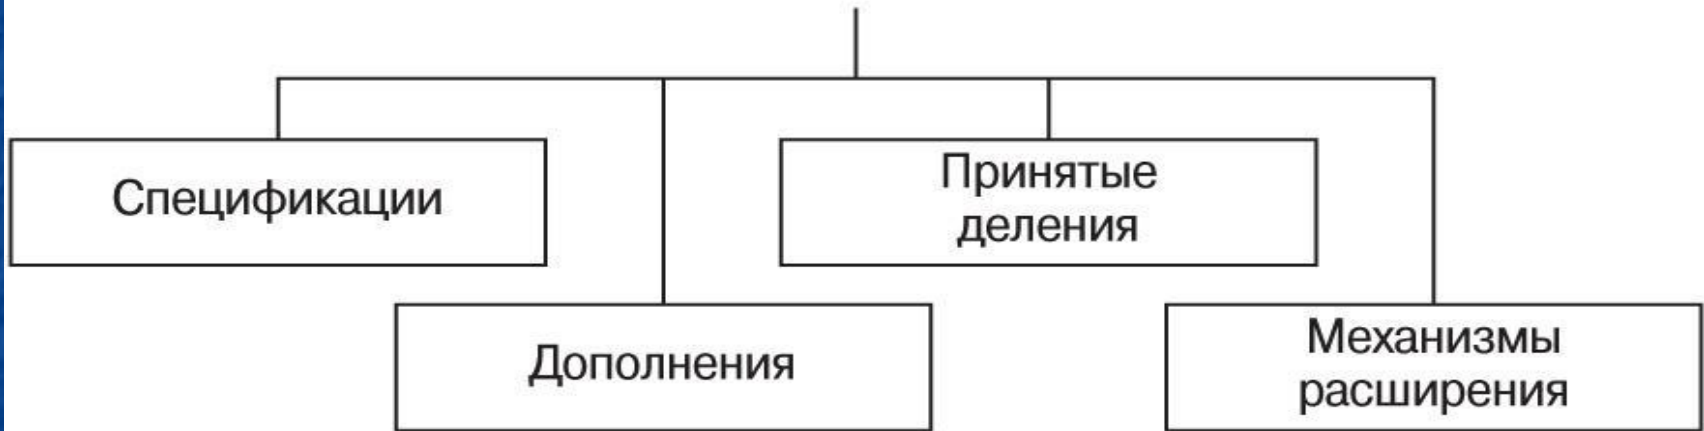 Спецификации
Принятые
деления
Дополнения
Механизмы
расширения